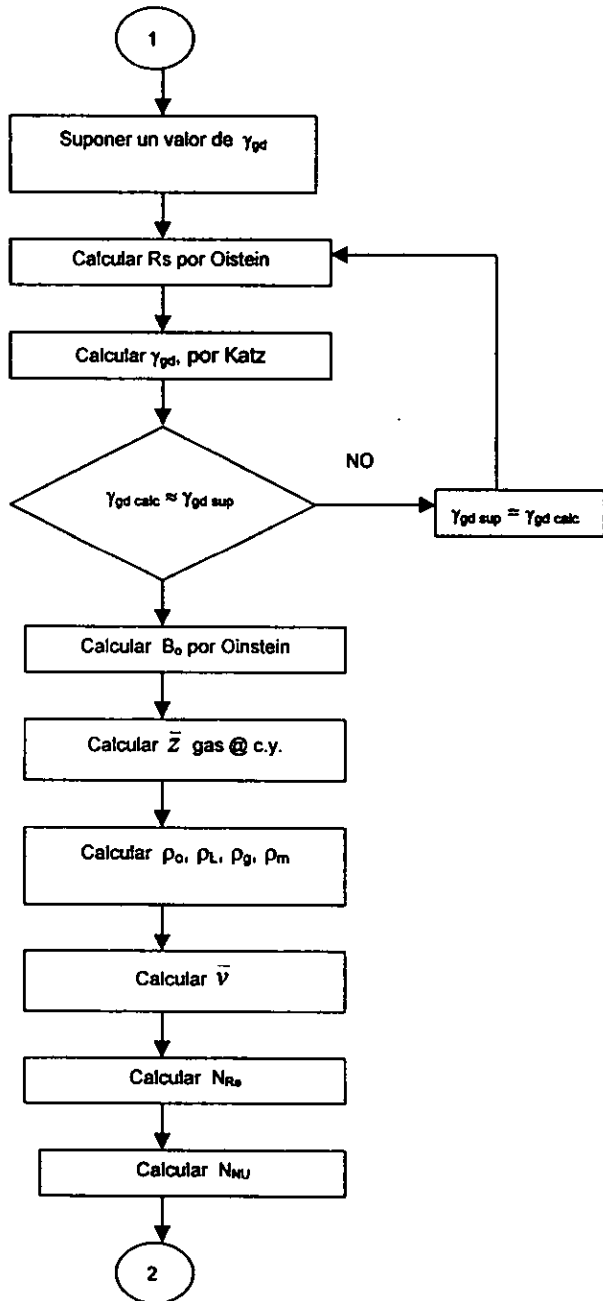 1
Suponer un valor de γgd
Calcular Rs por Oistein
Calcular γgd, por Katz
NO
γgd calc ≈ γgd sup
γgd sup = γgd calc
Calcular Bo por Oinstein
Calcular z̄ gas @ c.y.
Calcular ρo, ρL, ρg, ρm
Calcular v̄
Calcular NRe
Calcular NNU
2